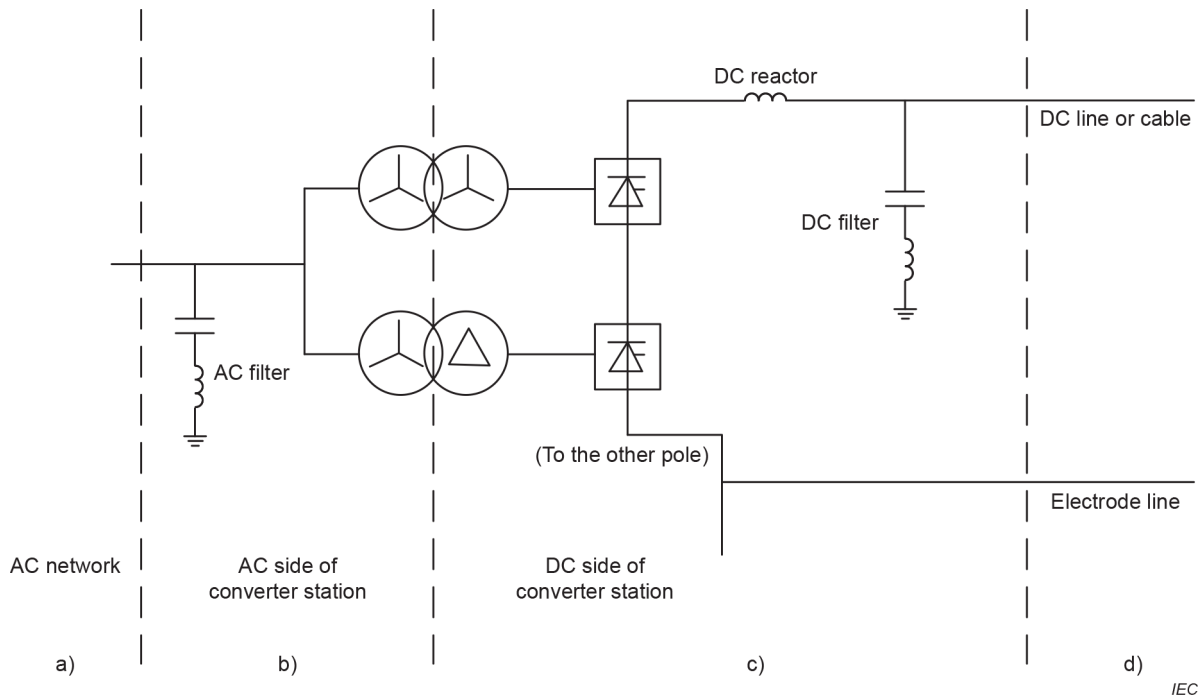 DC reactor
DC line or cable
DC filter
AC filter
(To the other pole)
Electrode line
AC network
AC side of
converter station
DC side of
converter station
a)
b)
c)
d)
IEC